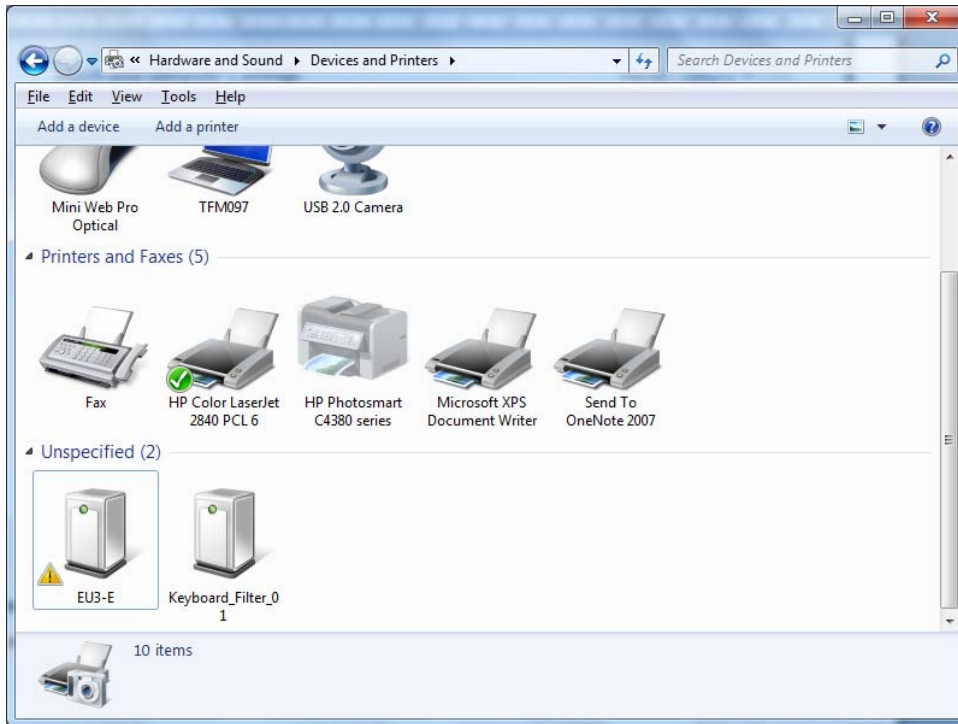 « Hardware and Sound ▸ Devices and Printers ▸
Search Devices and Printers
File Edit View Tools Help
Add a device Add a printer
Mini Web Pro
Optical
TFM097
USB 2.0 Camera
Printers and Faxes (5)
Fax
HP Color LaserJet
2840 PCL 6
HP Photosmart
C4380 series
Microsoft XPS
Document Writer
Send To
OneNote 2007
Unspecified (2)
EU3-E
Keyboard_Filter_0
1
10 items